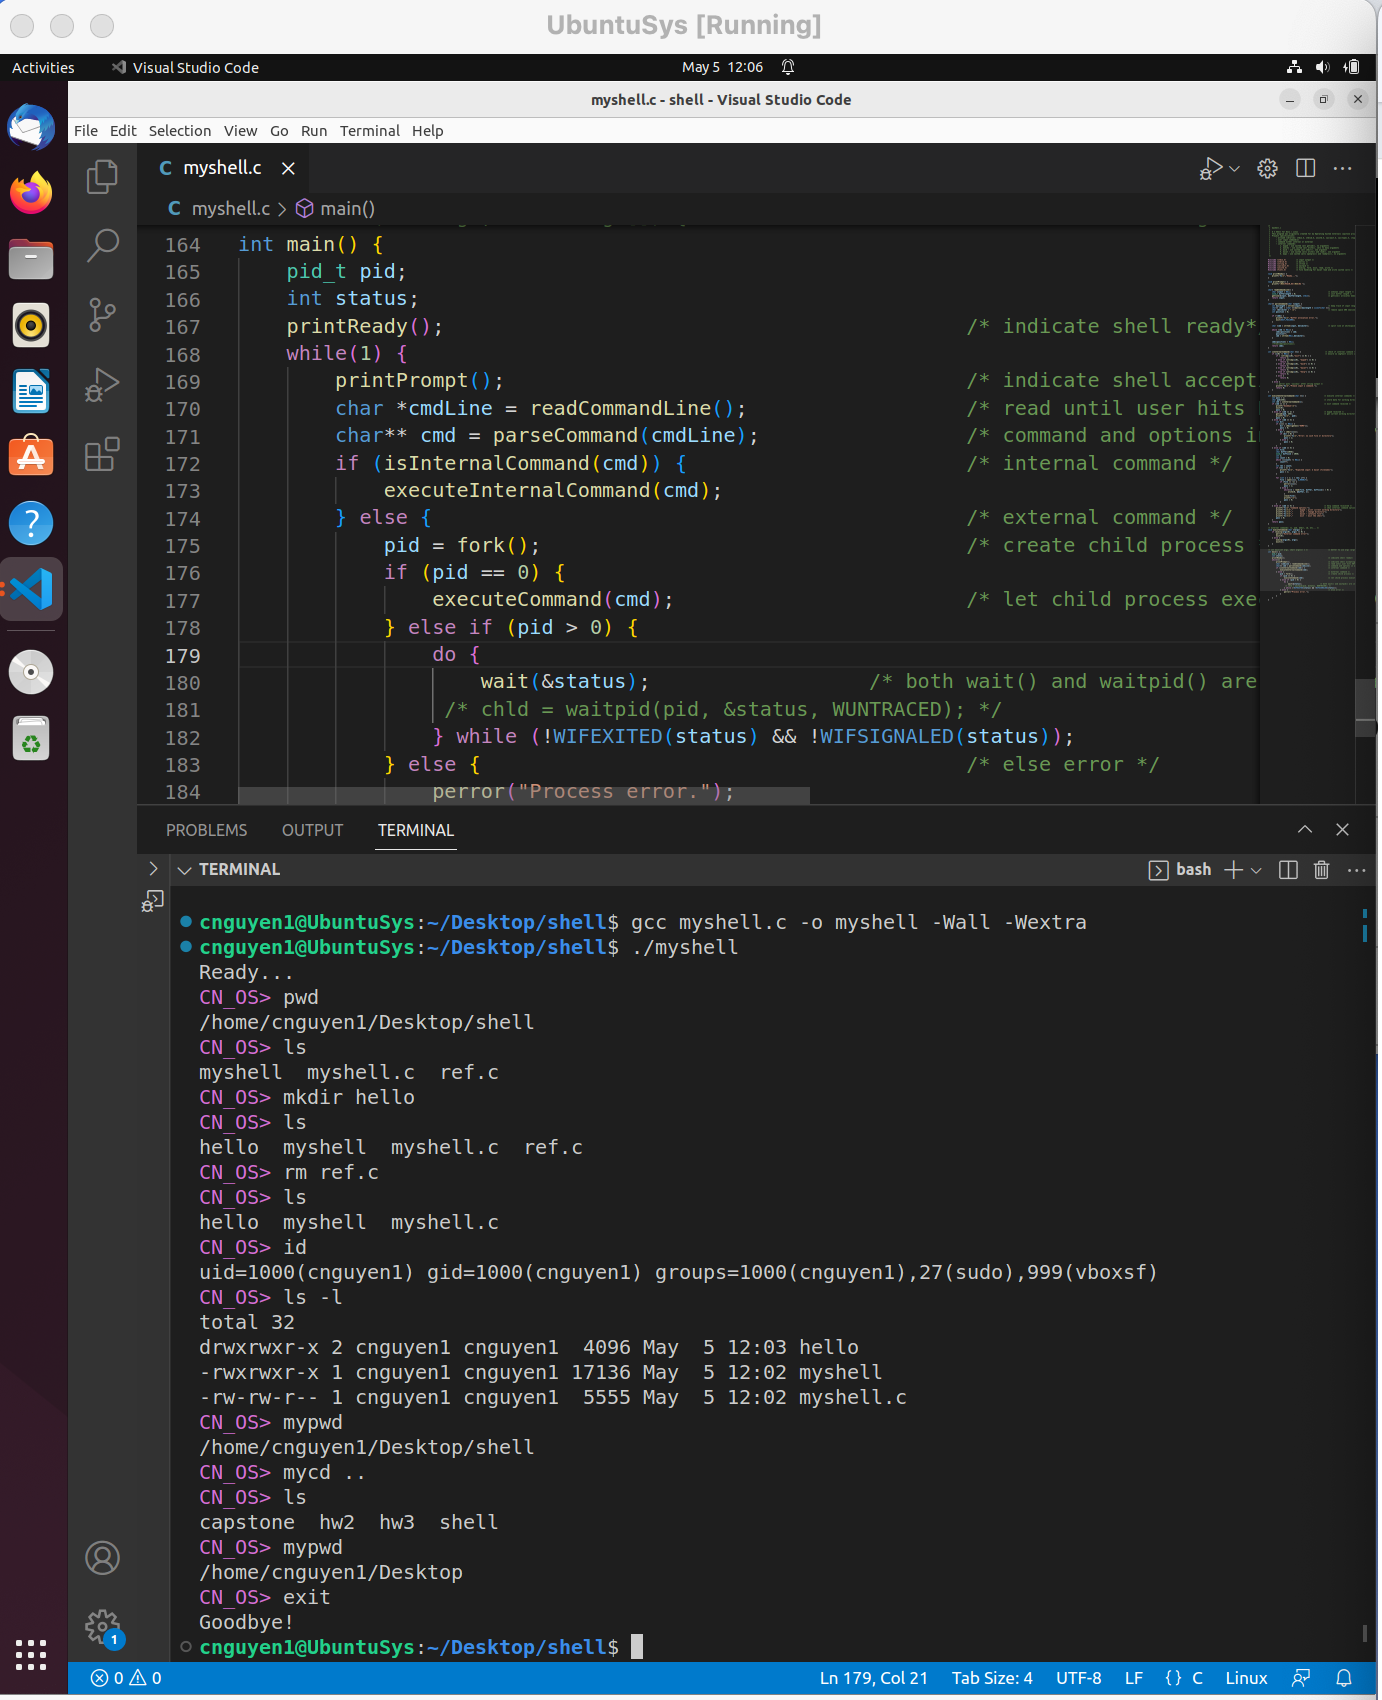 UbuntuSys [Running]
Activities Visual Studio Code May 5 12:06
myshell.c - shell - Visual Studio Code
File Edit Selection View Go Run Terminal Help
C myshell.c
C myshell.c > main()
164 int main() {
165 pid_t pid;
166 int status;
167 printReady(); /* indicate shell ready*
168 while(1) {
169 printPrompt(); /* indicate shell accept
170 char *cmdLine = readCommandLine(); /* read until user hits
171 char** cmd = parseCommand(cmdLine); /* command and options i
172 if (isInternalCommand(cmd)) { /* internal command */
173 executeInternalCommand(cmd);
174 } else { /* external command */
175 pid = fork(); /* create child process
176 if (pid == 0) {
177 executeCommand(cmd); /* let child process exe
178 } else if (pid > 0) {
179 do {
180 wait(&status); /* both wait() and waitpid() are
181 /* chld = waitpid(pid, &status, WUNTRACED); */
182 } while (!WIFEXITED(status) && !WIFSIGNALED(status));
183 } else { /* else error */
184 perror("Process error.");
PROBLEMS OUTPUT TERMINAL
TERMINAL bash
cnguyen1@UbuntuSys:~/Desktop/shell$ gcc myshell.c -o myshell -Wall -Wextra
cnguyen1@UbuntuSys:~/Desktop/shell$ ./myshell
Ready...
CN_OS> pwd
/home/cnguyen1/Desktop/shell
CN_OS> ls
myshell myshell.c ref.c
CN_OS> mkdir hello
CN_OS> ls
hello myshell myshell.c ref.c
CN_OS> rm ref.c
CN_OS> ls
hello myshell myshell.c
CN_OS> id
uid=1000(cnguyen1) gid=1000(cnguyen1) groups=1000(cnguyen1),27(sudo),999(vboxsf)
CN_OS> ls -l
total 32
drwxrwxr-x 2 cnguyen1 cnguyen1 4096 May 5 12:03 hello
-rwxrwxr-x 1 cnguyen1 cnguyen1 17136 May 5 12:02 myshell
-rw-rw-r-- 1 cnguyen1 cnguyen1 5555 May 5 12:02 myshell.c
CN_OS> mypwd
/home/cnguyen1/Desktop/shell
CN_OS> mycd ..
CN_OS> ls
capstone hw2 hw3 shell
CN_OS> mypwd
/home/cnguyen1/Desktop
CN_OS> exit
Goodbye!
cnguyen1@UbuntuSys:~/Desktop/shell$
1
0 0 Ln 179, Col 21 Tab Size: 4 UTF-8 LF {} C Linux